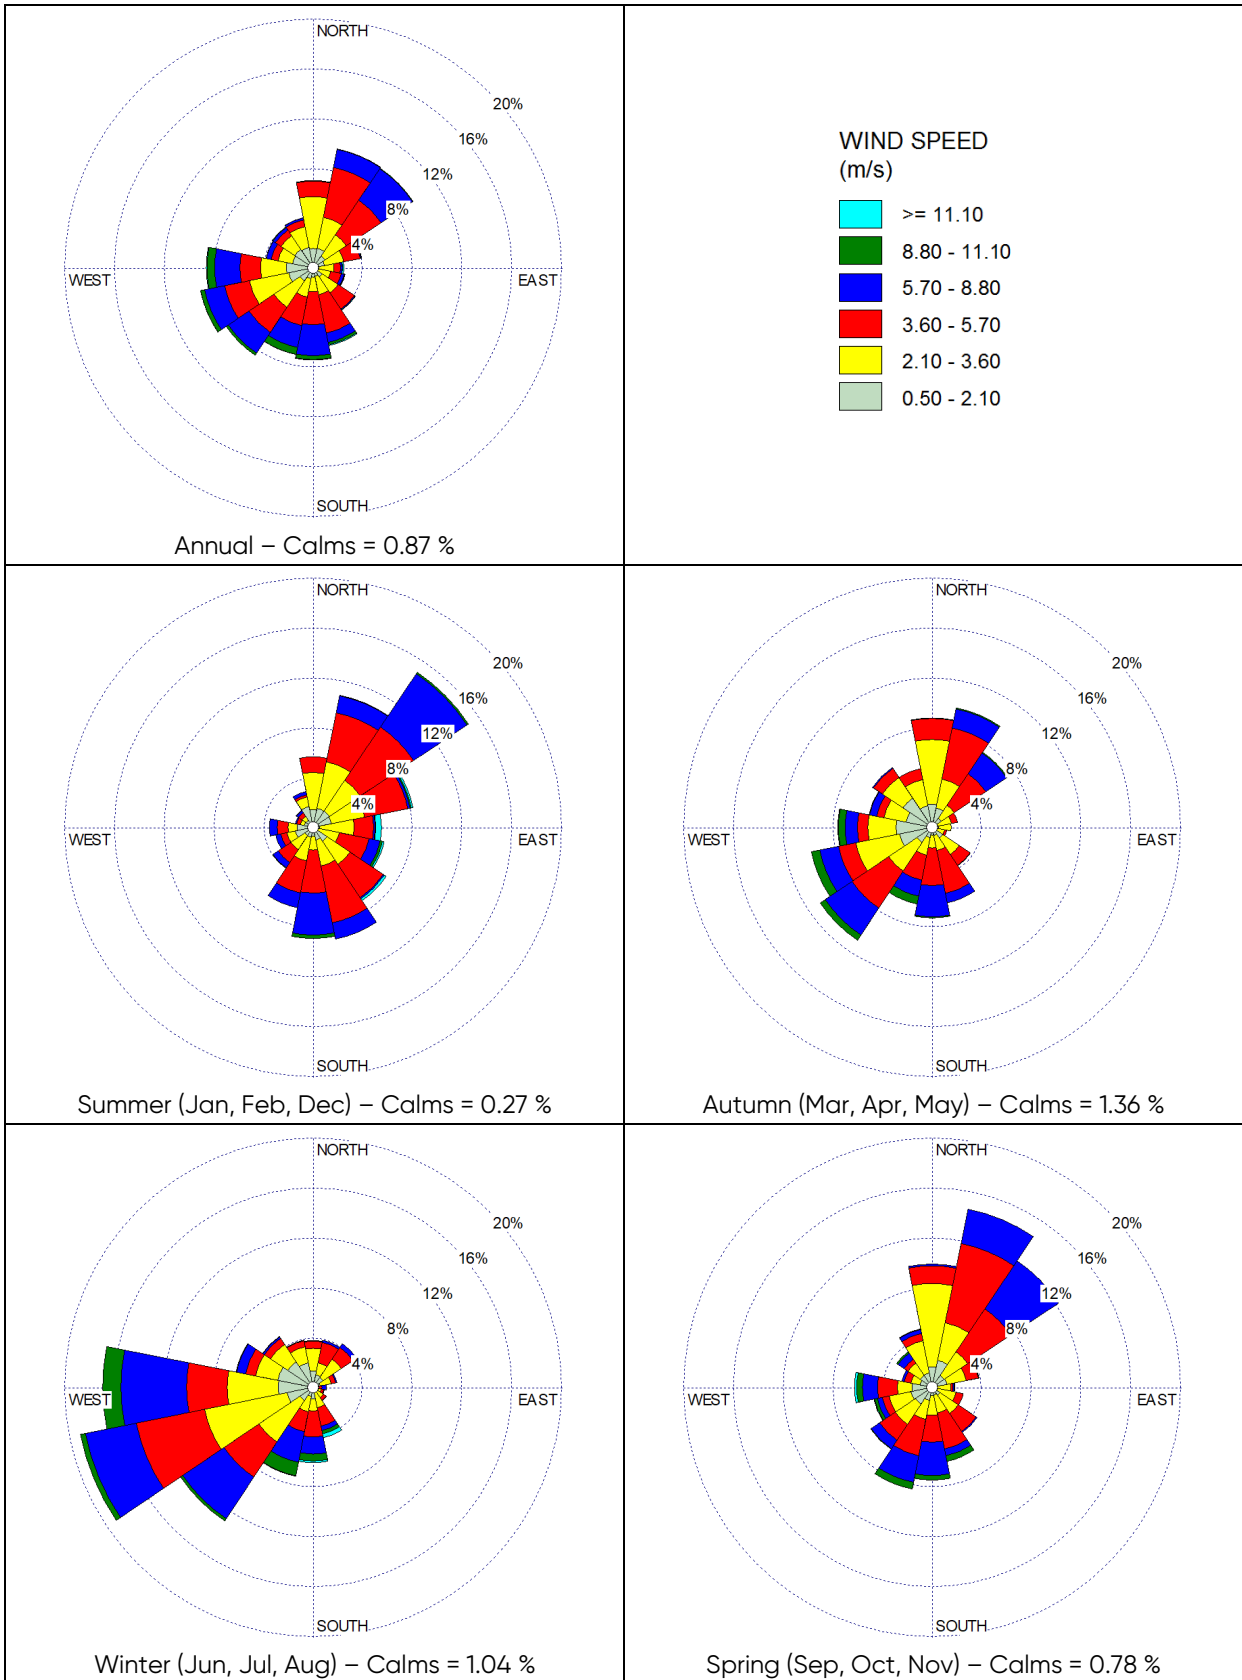 NORTH
20%
16%
12%
8%
4%
WEST
EAST
SOUTH
Annual – Calms = 0.87 %
WIND SPEED
(m/s)
>= 11.10
8.80 - 11.10
5.70 - 8.80
3.60 - 5.70
2.10 - 3.60
0.50 - 2.10
NORTH
20%
16%
12%
8%
4%
WEST
EAST
SOUTH
Summer (Jan, Feb, Dec) – Calms = 0.27 %
NORTH
20%
16%
12%
8%
4%
WEST
EAST
SOUTH
Autumn (Mar, Apr, May) – Calms = 1.36 %
NORTH
20%
16%
12%
8%
4%
WEST
EAST
SOUTH
Winter (Jun, Jul, Aug) – Calms = 1.04 %
NORTH
20%
16%
12%
8%
4%
WEST
EAST
SOUTH
Spring (Sep, Oct, Nov) – Calms = 0.78 %